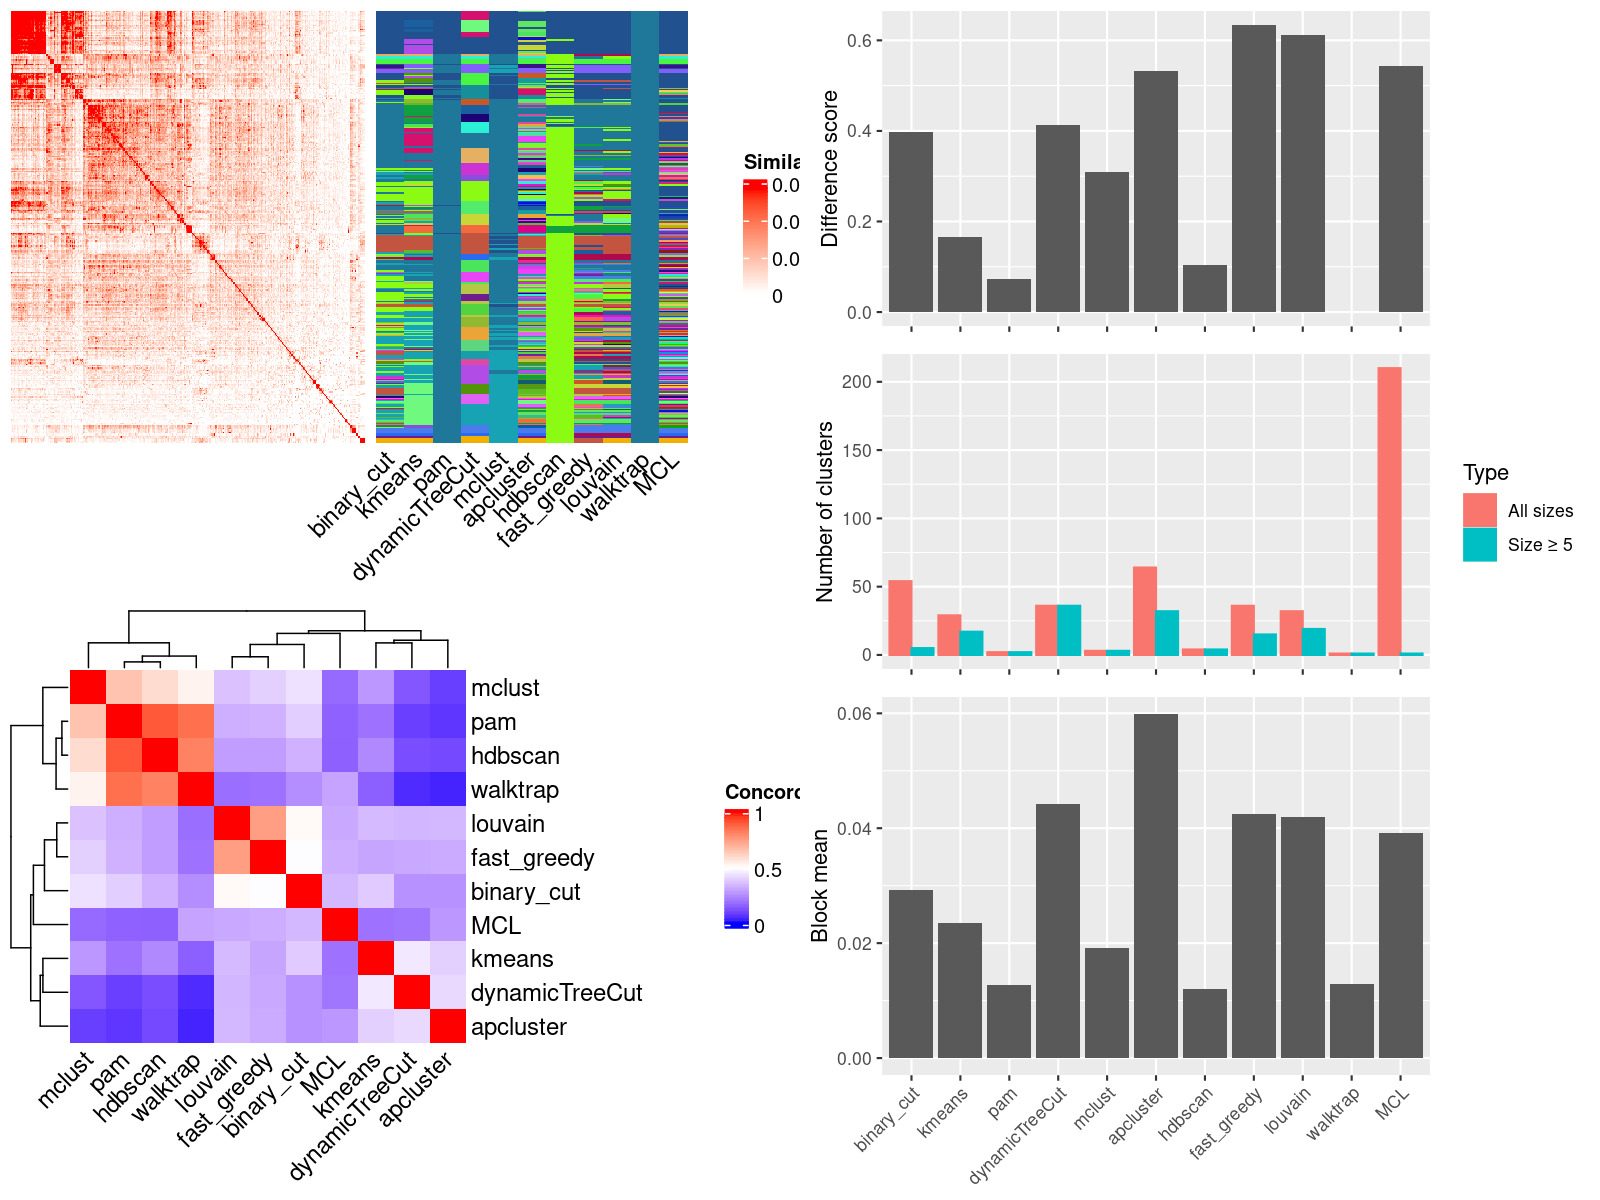 Simila
0.0
0.0
0.0
0
binary_cut
kmeans
pam
dynamicTreeCut
mclust
apcluster
hdbscan
fast_greedy
louvain
walktrap
MCL
mclust
pam
hdbscan
walktrap
louvain
fast_greedy
binary_cut
MCL
kmeans
dynamicTreeCut
apcluster
mclust
pam
hdbscan
walktrap
louvain
fast_greedy
binary_cut
MCL
kmeans
dynamicTreeCut
apcluster
Concord
1
0.5
0
Difference score
0.6
0.4
0.2
0.0
Number of clusters
200
150
100
50
0
Type
All sizes
Size ≥ 5
Block mean
0.06
0.04
0.02
0.00
binary_cut
kmeans
pam
dynamicTreeCut
mclust
apcluster
hdbscan
fast_greedy
louvain
walktrap
MCL